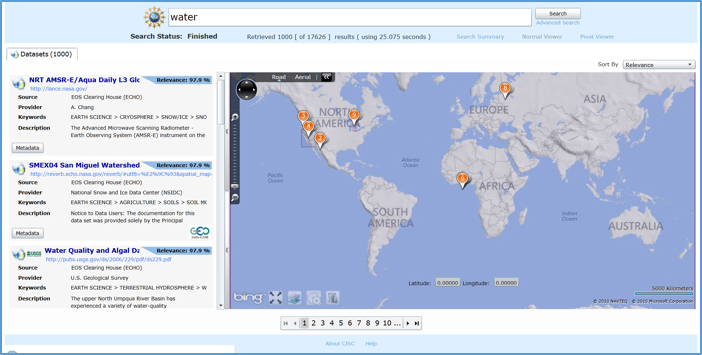 water
Search
Advanced Search
Search Status: Finished
Retrieved 1000 [ of 17626 ] results ( using 25.075 seconds )
Search Summary
Normal Viewer
Pivot Viewer
Datasets (1000)
Sort By
Relevance
NRT AMSR-E/Aqua Daily L3 Glo
Relevance: 97.9 %
http://lance.nasa.gov/
Source EOS Clearing House (ECHO)
Provider A. Chang
Keywords EARTH SCIENCE > CRYOSPHERE > SNOW/ICE > SNO
Description The Advanced Microwave Scanning Radiometer -
Earth Observing System (AMSR-E) instrument on the
Metadata
SMEX04 San Miguel Watershed
Relevance: 97.9 %
http://reverb.echo.nasa.gov/reverb/#utf8=%E2%9C%93&spatial_map=
Source EOS Clearing House (ECHO)
Provider National Snow and Ice Data Center (NSIDC)
Keywords EARTH SCIENCE > AGRICULTURE > SOILS > SOIL MO
Description Notice to Data Users: The documentation for this
data set was provided solely by the Principal
Metadata
GEO
USGS
Water Quality and Algal Da
Relevance: 97.9 %
http://pubs.usgs.gov/ds/2006/229/pdf/ds229.pdf
Source EOS Clearing House (ECHO)
Provider U.S. Geological Survey
Keywords EARTH SCIENCE > TERRESTRIAL HYDROSPHERE > W
Description The upper North Umpqua River Basin has
experienced a variety of water-quality
Road
Aerial
NORTH
AMERICA
EUROPE
ASIA
Atlantic
Ocean
Pacific
Ocean
AFRICA
SOUTH
AMERICA
Indian
Ocean
AUSTRALIA
Latitude: 0.00000 Longitude: 0.00000
bing
5000 kilometers
© 2010 NAVTEQ © 2015 Microsoft Corporation
1 2 3 4 5 6 7 8 9 10 ...
About CISC
Help